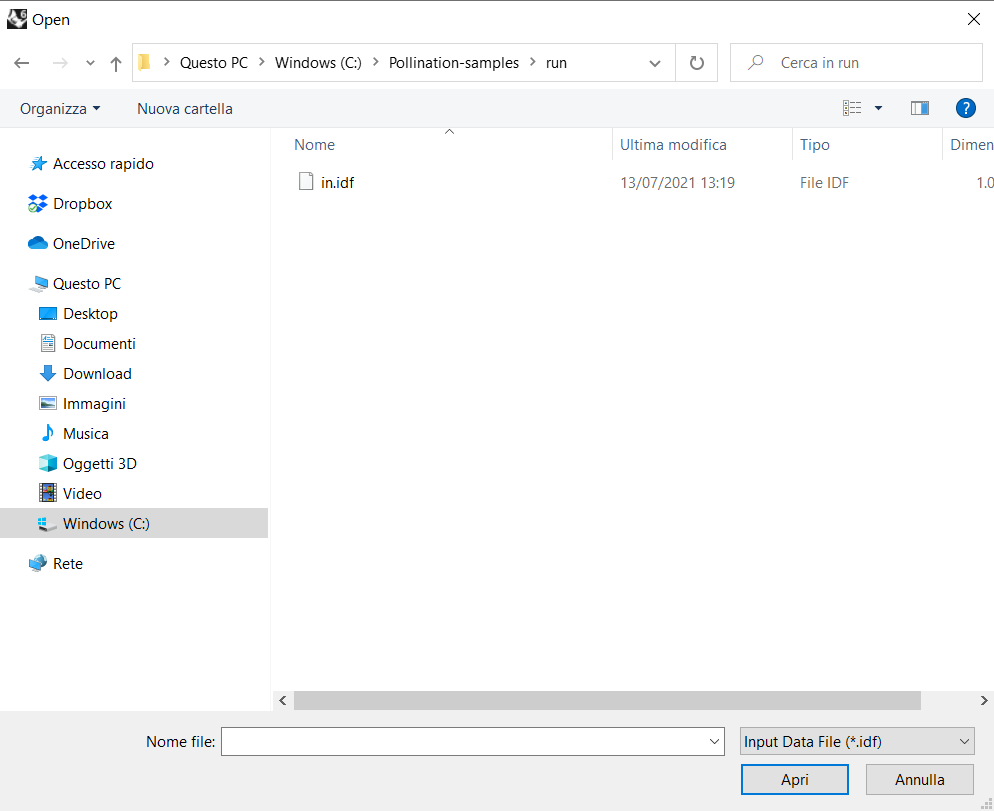 Open
Questo PC > Windows (C:) > Pollination-samples > run
Cerca in run
Organizza
Nuova cartella
?
Nome
Ultima modifica
Tipo
Dimen
in.idf
13/07/2021 13:19
File IDF
1.0
Accesso rapido
Dropbox
OneDrive
Questo PC
Desktop
Documenti
Download
Immagini
Musica
Oggetti 3D
Video
Windows (C:)
Rete
Nome file:
Input Data File (*.idf)
Apri
Annulla